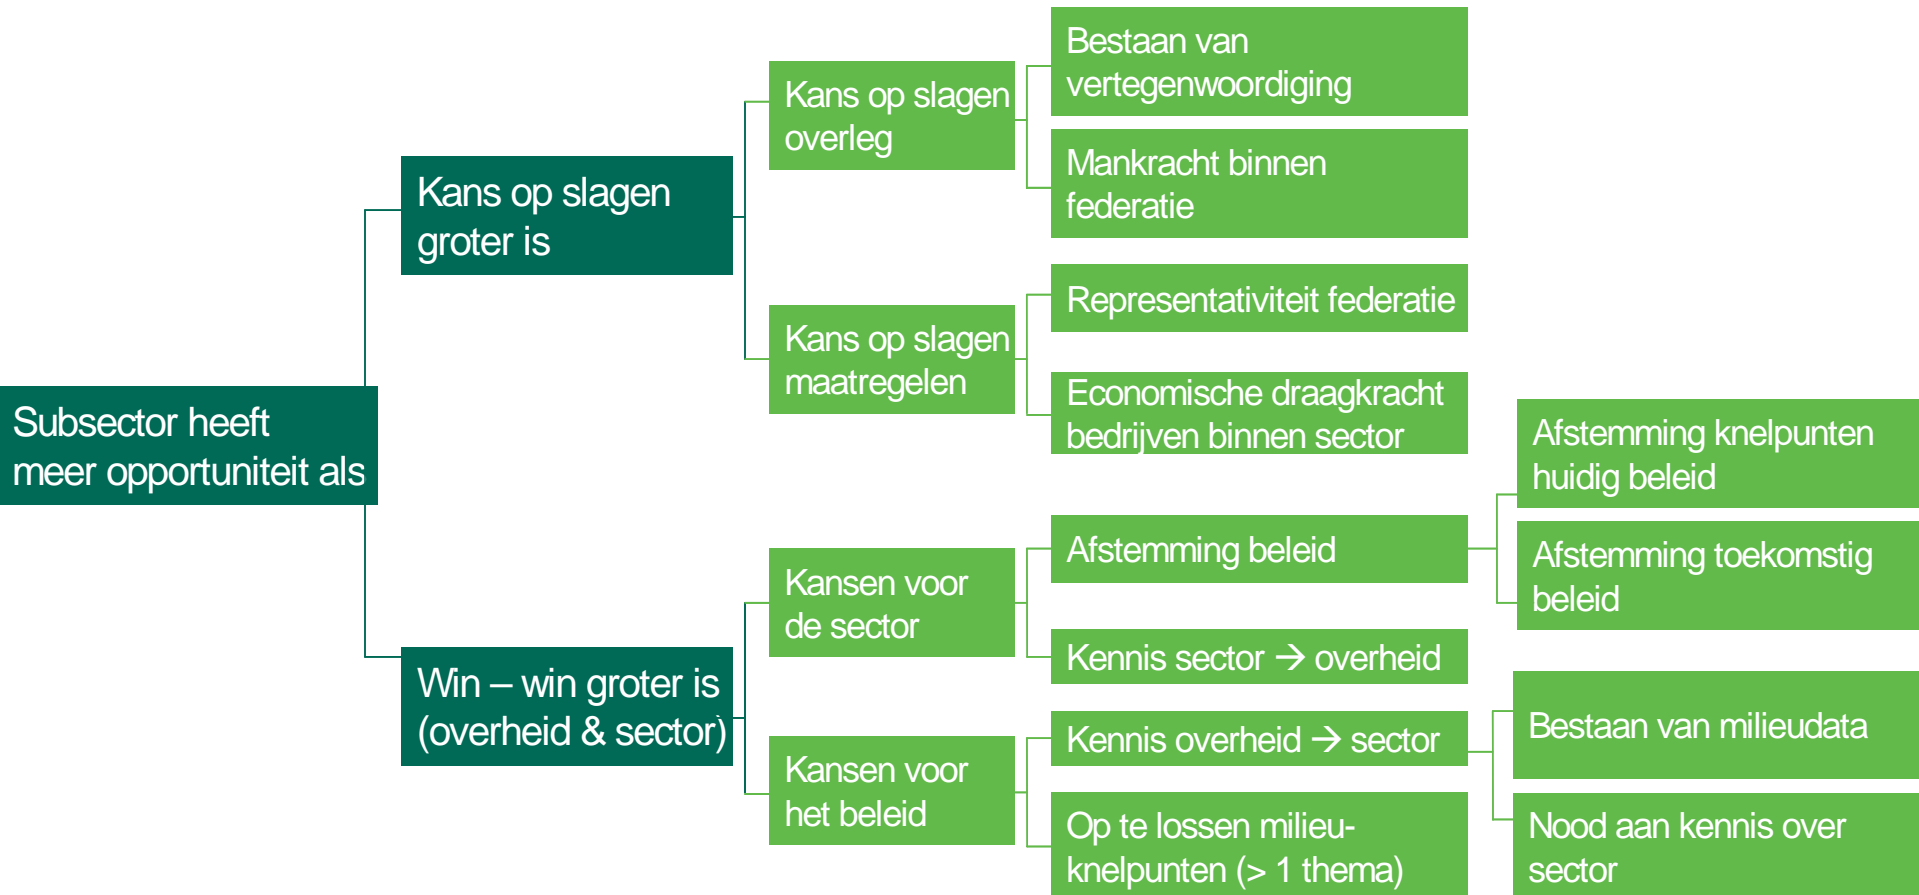 Subsector heeft
meer opportuniteit als
Kans op slagen
groter is
Kans op slagen
overleg
Bestaan van
vertegenwoordiging
Mankracht binnen
federatie
Kans op slagen
maatregelen
Representativiteit federatie
Economische draagkracht
bedrijven binnen sector
Win – win groter is
(overheid & sector)
Kansen voor
de sector
Afstemming beleid
Afstemming knelpunten
huidig beleid
Afstemming toekomstig
beleid
Kennis sector → overheid
Kansen voor
het beleid
Kennis overheid → sector
Bestaan van milieudata
Nood aan kennis over
sector
Op te lossen milieu-
knelpunten (> 1 thema)